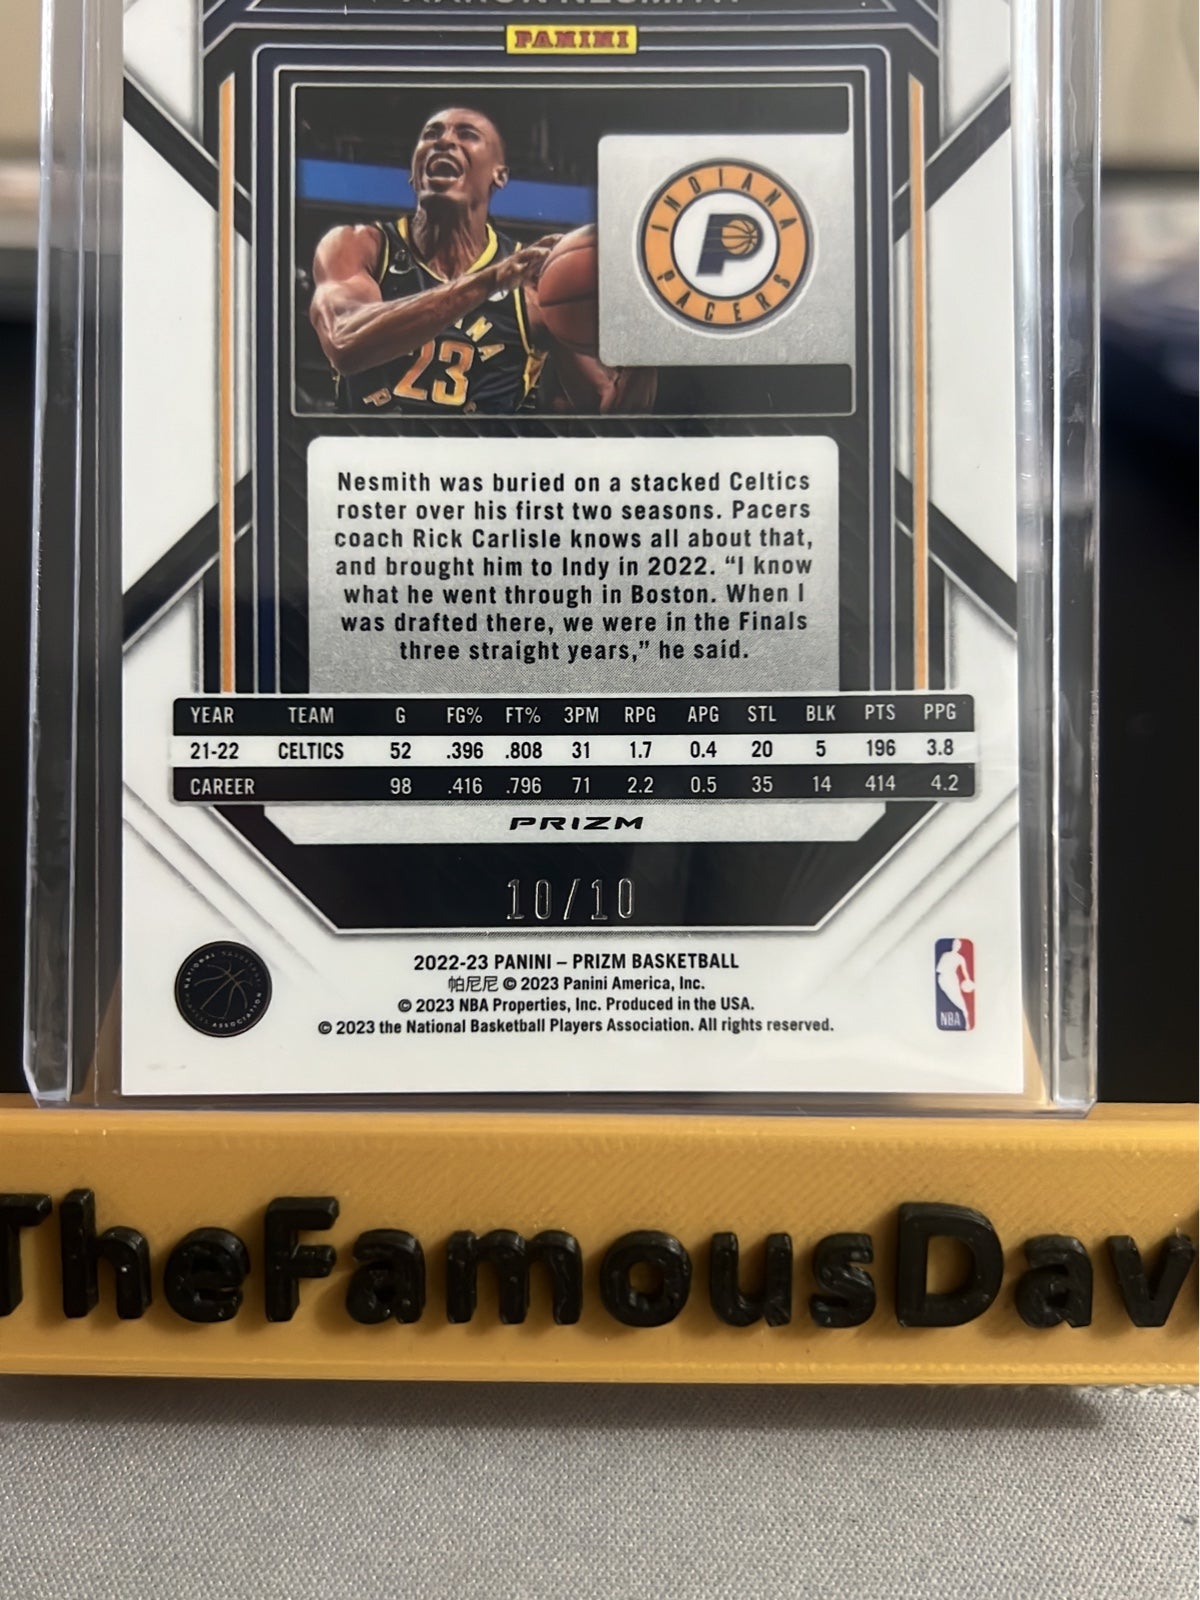 PANINI
INDIANA
PACERS
23
Nesmith was buried on a stacked Celtics
roster over his first two seasons. Pacers
coach Rick Carlisle knows all about that,
and brought him to Indy in 2022. “I know
what he went through in Boston. When I
was drafted there, we were in the Finals
three straight years,” he said.
YEAR TEAM G FG% FT% 3PM RPG APG STL BLK PTS PPG
21-22 CELTICS 52 .396 .808 31 1.7 0.4 20 5 196 3.8
CAREER 98 .416 .796 71 2.2 0.5 35 14 414 4.2
PRIZM
10/10
2022-23 PANINI – PRIZM BASKETBALL
帕尼尼 © 2023 Panini America, Inc.
© 2023 NBA Properties, Inc. Produced in the USA.
© 2023 the National Basketball Players Association. All rights reserved.
NATIONAL BASKETBALL
PLAYERS ASSOCIATION
NBA
TheFamousDav